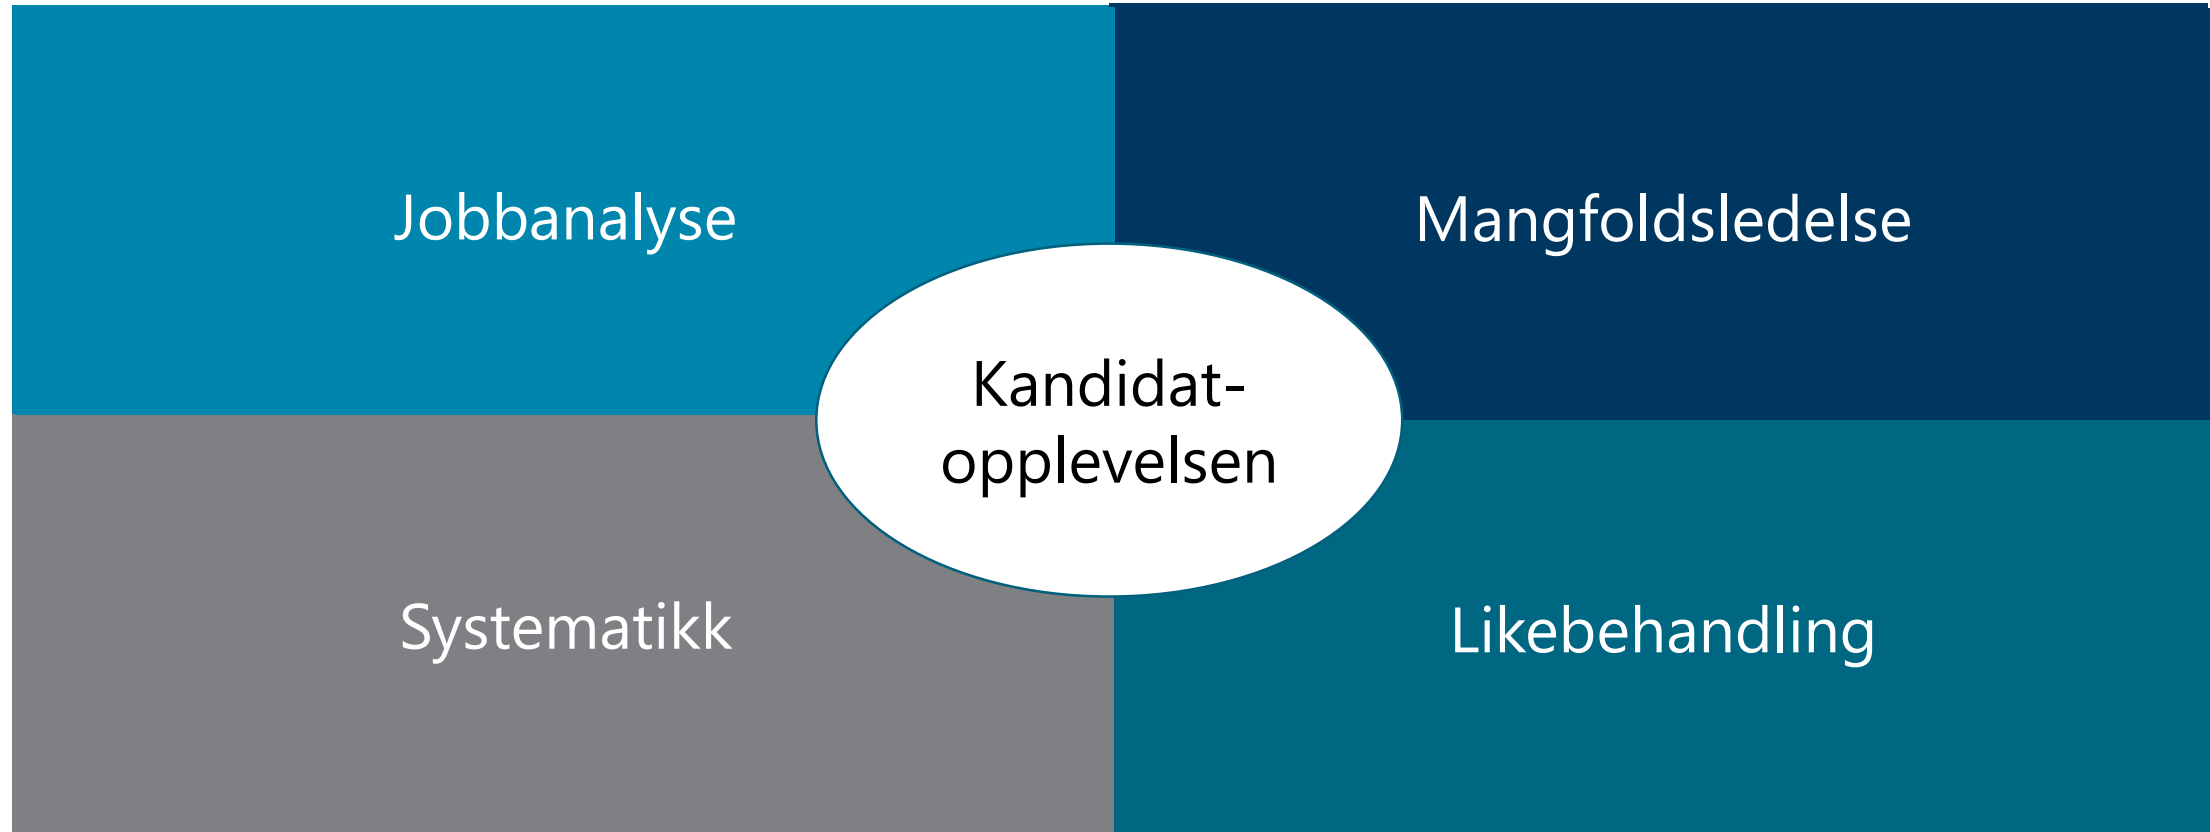 Jobbanalyse
Mangfoldsledelse
Kandidat-
opplevelsen
Systematikk
Likebehandling